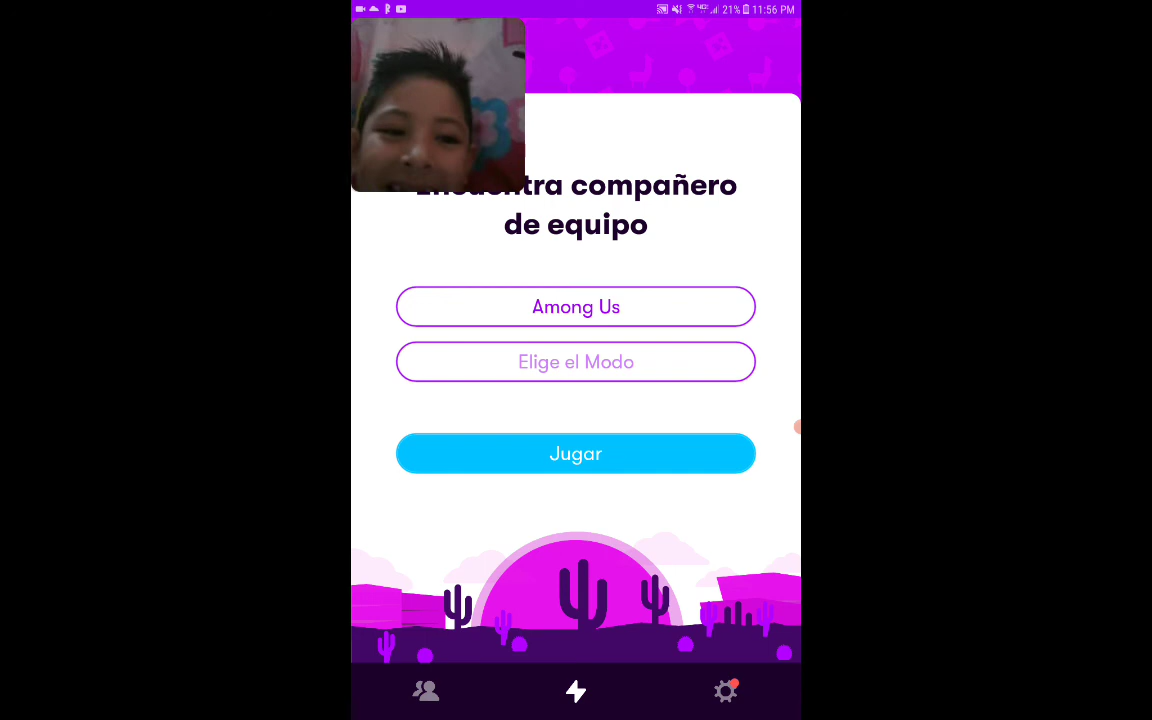 21% 11:56 PM
compañero
de equipo
Among Us
Elige el Modo
Jugar